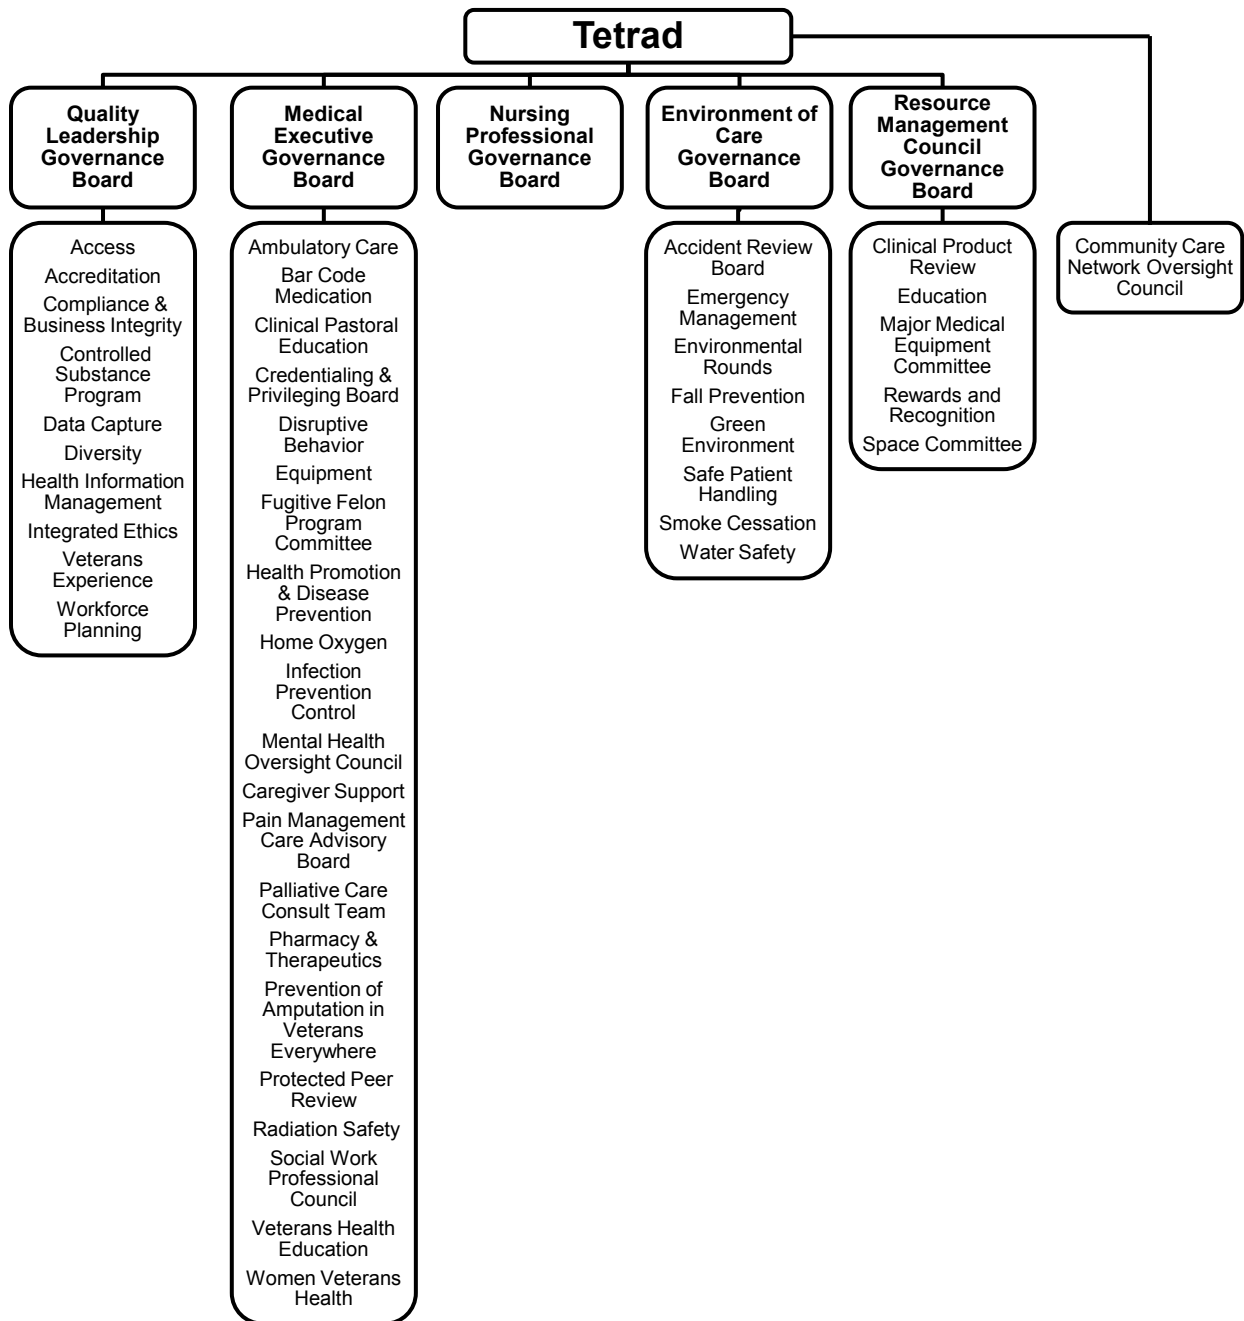 Tetrad
Quality
Leadership
Governance
Board
Medical
Executive
Governance
Board
Nursing
Professional
Governance
Board
Environment of
Care
Governance
Board
Resource
Management
Council
Governance
Board
Access
Accreditation
Compliance &
Business Integrity
Controlled
Substance
Program
Data Capture
Diversity
Health Information
Management
Integrated Ethics
Veterans
Experience
Workforce
Planning
Ambulatory Care
Bar Code
Medication
Clinical Pastoral
Education
Credentialing &
Privileging Board
Disruptive
Behavior
Equipment
Fugitive Felon
Program
Committee
Health Promotion
& Disease
Prevention
Home Oxygen
Infection
Prevention
Control
Mental Health
Oversight Council
Caregiver Support
Pain Management
Care Advisory
Board
Palliative Care
Consult Team
Pharmacy &
Therapeutics
Prevention of
Amputation in
Veterans
Everywhere
Protected Peer
Review
Radiation Safety
Social Work
Professional
Council
Veterans Health
Education
Women Veterans
Health
Accident Review
Board
Emergency
Management
Environmental
Rounds
Fall Prevention
Green
Environment
Safe Patient
Handling
Smoke Cessation
Water Safety
Clinical Product
Review
Education
Major Medical
Equipment
Committee
Rewards and
Recognition
Space Committee
Community Care
Network Oversight
Council